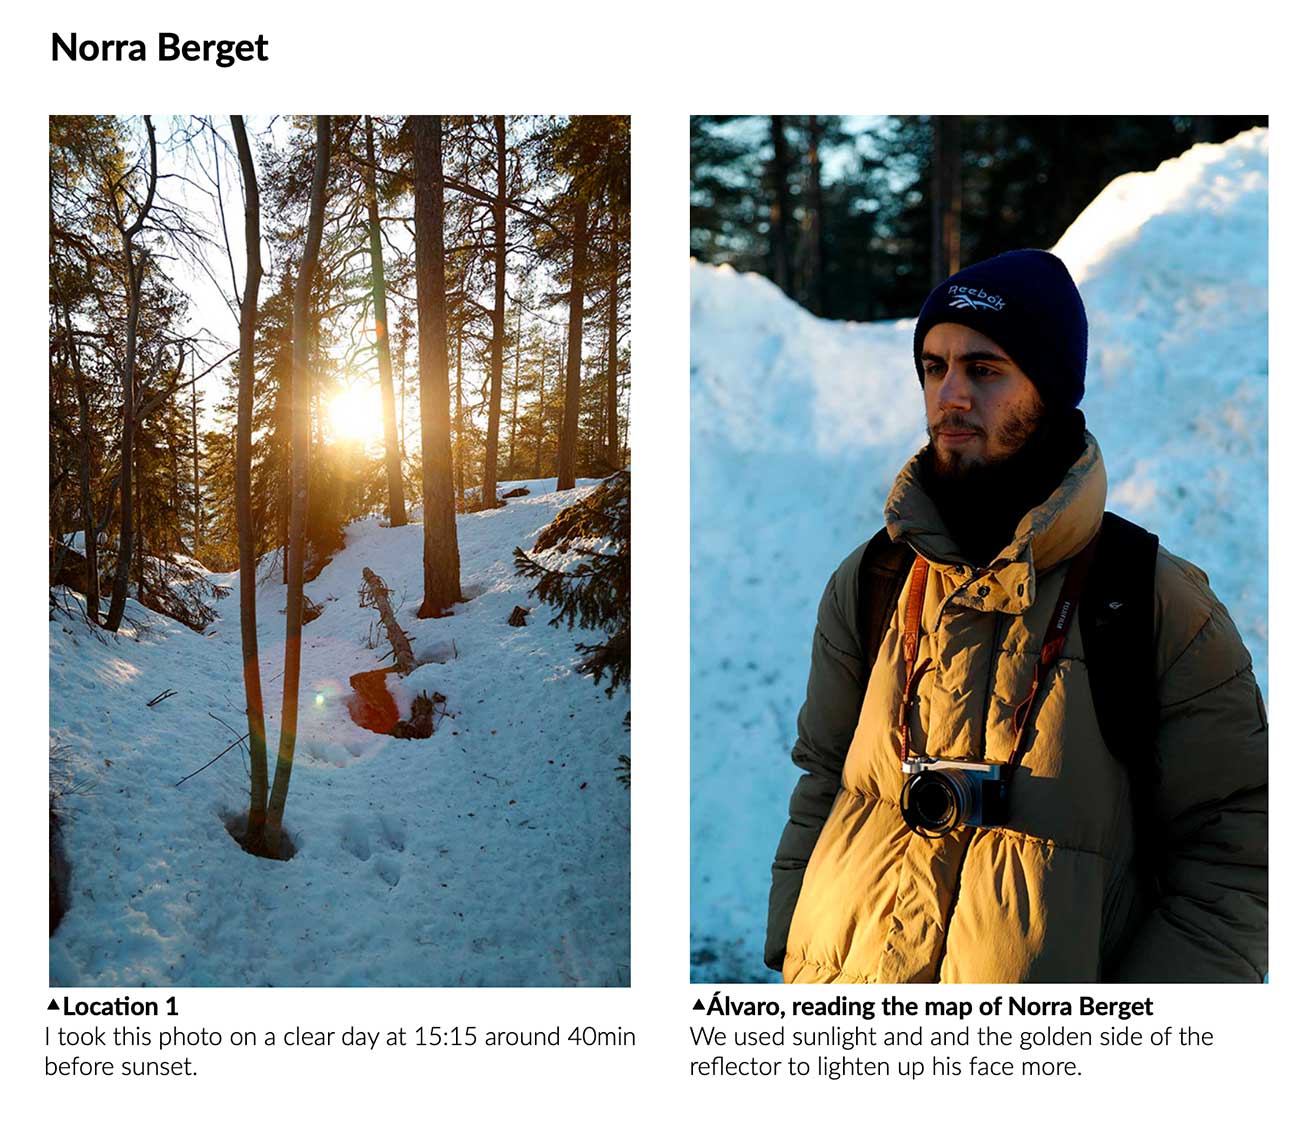 Norra Berget
Reebok
FUJIFILM
▲Location 1
I took this photo on a clear day at 15:15 around 40min
before sunset.
▲Álvaro, reading the map of Norra Berget
We used sunlight and and the golden side of the
reflector to lighten up his face more.